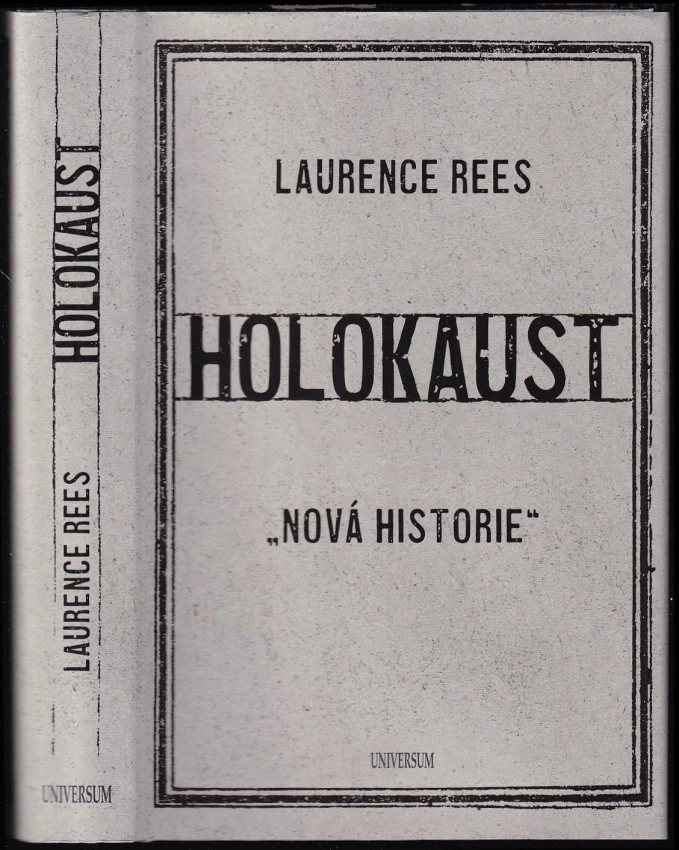 HOLOKAUST
LAURENCE REES
UNIVERSUM
LAURENCE REES
HOLOKAUST
„NOVÁ HISTORIE“
UNIVERSUM